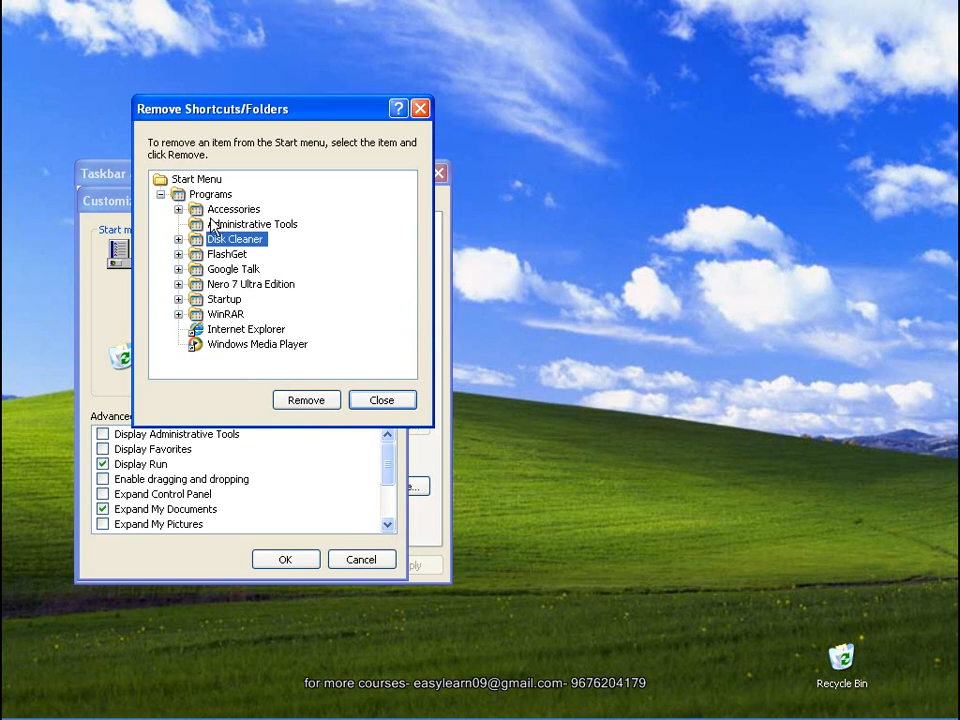 Remove Shortcuts/Folders
To remove an item from the Start menu, select the item and
click Remove.
Start Menu
Programs
Accessories
Administrative Tools
Disk Cleaner
FlashGet
Google Talk
Nero 7 Ultra Edition
Startup
WinRAR
Internet Explorer
Windows Media Player
Remove Close
Taskbar
Customi
Start m
Advance
Display Administrative Tools
Display Favorites
Display Run
Enable dragging and dropping
Expand Control Panel
Expand My Documents
Expand My Pictures
e...
OK Cancel
ply
Recycle Bin
for more courses- easylearn09@gmail.com- 9676204179